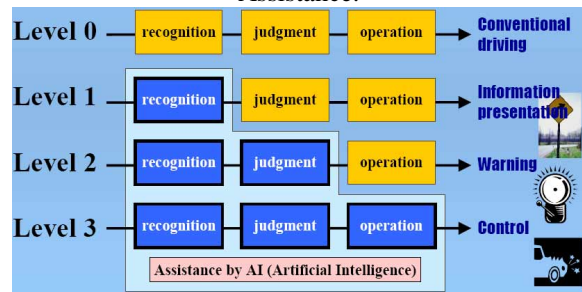 Assistance.
Level 0 recognition judgment operation Conventional driving
Level 1 recognition judgment operation Information presentation
Level 2 recognition judgment operation Warning
Level 3 recognition judgment operation Control
Assistance by AI (Artificial Intelligence)